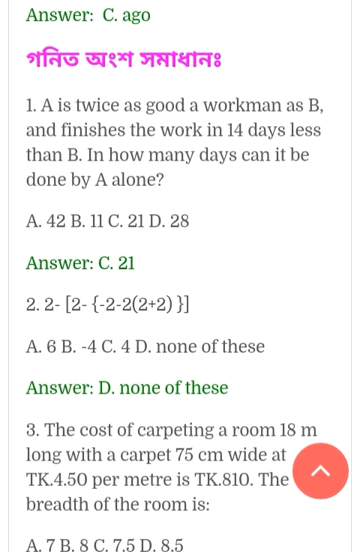 Answer: C. ago
গনিত অংশ সমাধানঃ
1. A is twice as good a workman as B,
and finishes the work in 14 days less
than B. In how many days can it be
done by A alone?
A. 42 B. 11 C. 21 D. 28
Answer: C. 21
2. 2- [2- {-2-2(2+2) }]
A. 6 B. -4 C. 4 D. none of these
Answer: D. none of these
3. The cost of carpeting a room 18 m
long with a carpet 75 cm wide at
TK.4.50 per metre is TK.810. The
breadth of the room is:
A. 7 B. 8 C. 7.5 D. 8.5